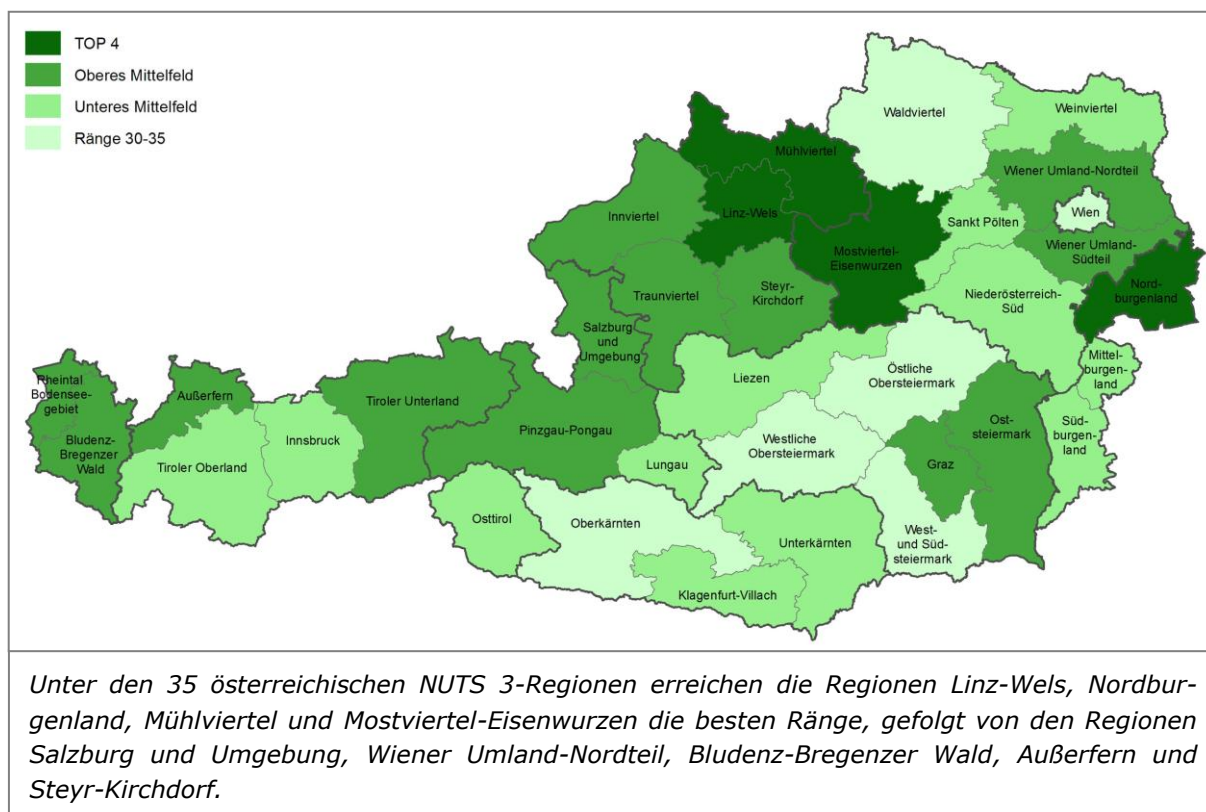 TOP 4
Oberes Mittelfeld
Unteres Mittelfeld
Ränge 30-35
Waldviertel
Weinviertel
Mühlviertel
Wiener Umland-Nordteil
Innviertel
Linz-Wels
Wien
Sankt Pölten
Mostviertel-
Eisenwurzen
Wiener Umland-
Südteil
Nord-
burgenland
Traunviertel
Steyr-
Kirchdorf
Niederösterreich-
Süd
Salzburg
und
Umgebung
Mittel-
burgen-
land
Rheintal
Bodensee-
gebiet
Außerfern
Tiroler Unterland
Liezen
Östliche
Obersteiermark
Bludenz-
Bregenzer
Wald
Innsbruck
Pinzgau-Pongau
Ost-
steiermark
Süd-
burgen-
land
Tiroler Oberland
Lungau
Westliche
Obersteiermark
Graz
Osttirol
Oberkärnten
Unterkärnten
West-
und Süd-
steiermark
Klagenfurt-Villach
Unter den 35 österreichischen NUTS 3-Regionen erreichen die Regionen Linz-Wels, Nordbur-
genland, Mühlviertel und Mostviertel-Eisenwurzen die besten Ränge, gefolgt von den Regionen
Salzburg und Umgebung, Wiener Umland-Nordteil, Bludenz-Bregenzer Wald, Außerfern und
Steyr-Kirchdorf.